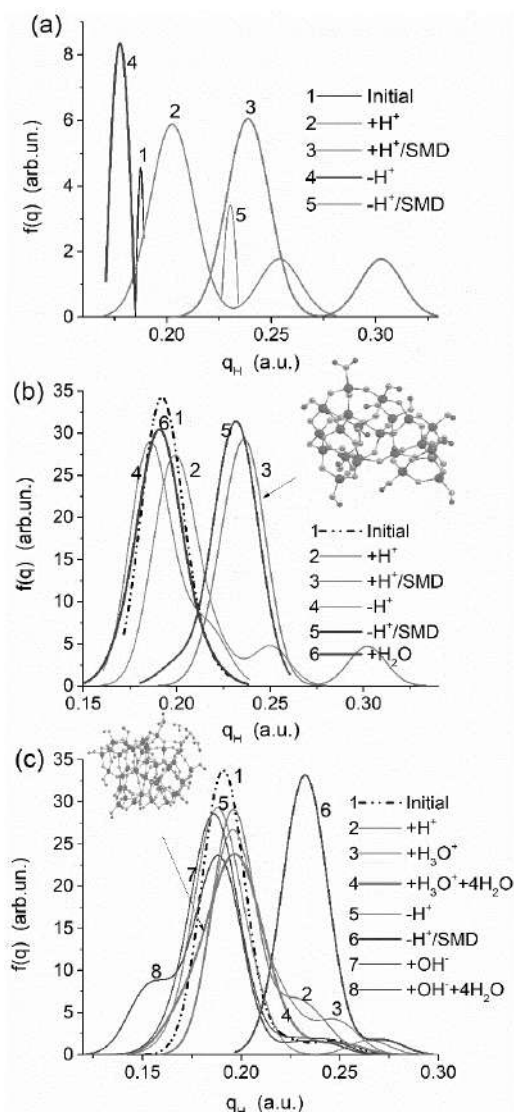 (a)
8
6
4
2
0
f(q) (arb.un.)
4
1
2
3
5
1 Initial
2 +H⁺
3 +H⁺/SMD
4 -H⁺
5 -H⁺/SMD
0.20 0.25 0.30
q_H (a.u.)
(b)
35
30
25
20
15
10
5
0
f(q) (arb.un.)
4
6
1
2
5
3
1 Initial
2 +H⁺
3 +H⁺/SMD
4 -H⁺
5 -H⁺/SMD
6 +H₂O
0.15 0.20 0.25 0.30
q_H (a.u.)
(c)
35
30
25
20
15
10
5
0
f(q) (arb.un.)
1
5
7
8
6
2
4
3
1 Initial
2 +H⁺
3 +H₃O⁺
4 +H₃O⁺+4H₂O
5 -H⁺
6 -H⁺/SMD
7 +OH⁻
8 +OH⁻+4H₂O
0.15 0.20 0.25 0.30
q_H (a.u.)